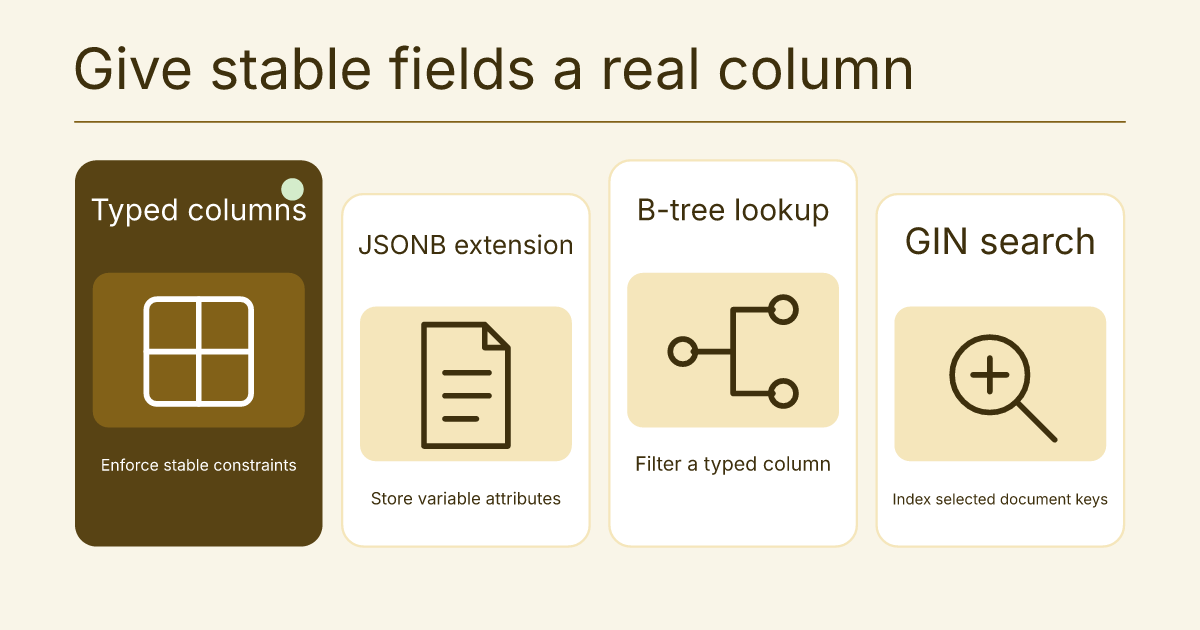 Give stable fields a real column
Typed columns
Enforce stable constraints
JSONB extension
Store variable attributes
B-tree lookup
Filter a typed column
GIN search
Index selected document keys